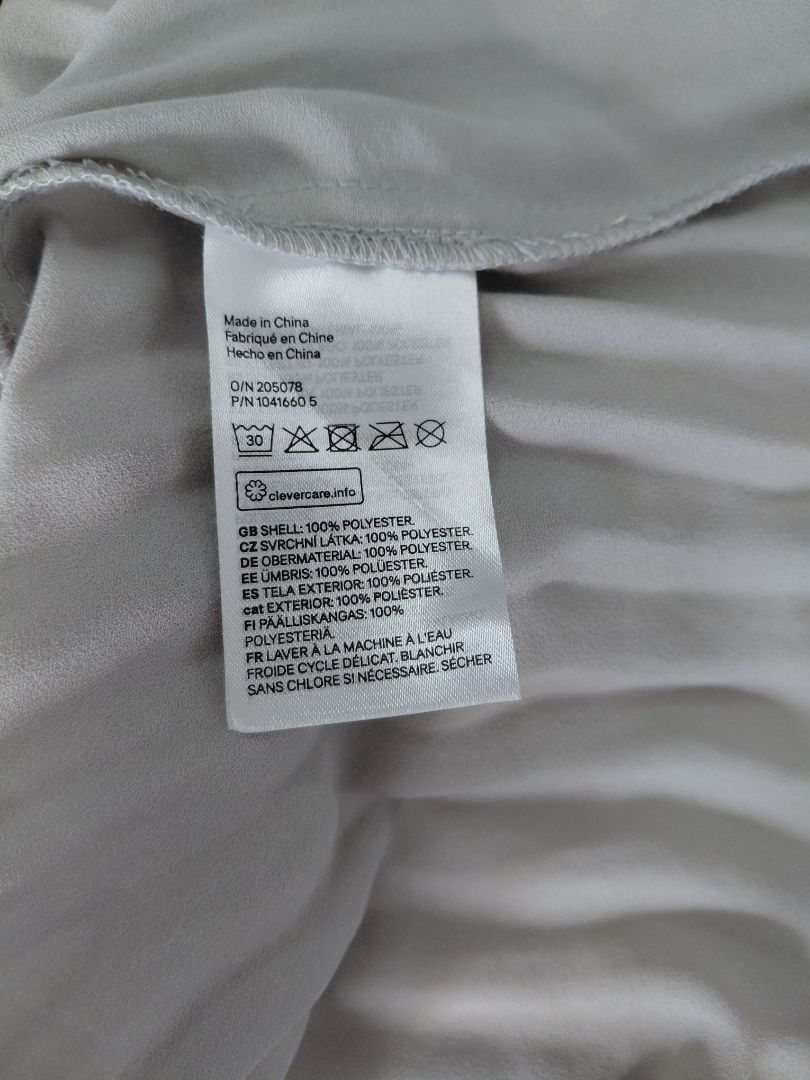 Made in China
Fabriqué en Chine
Hecho en China
O/N 205078
P/N 1041660 5
30
clevercare.info
GB SHELL: 100% POLYESTER.
CZ SVRCHNÍ LÁTKA: 100% POLYESTER.
DE OBERMATERIAL: 100% POLYESTER.
EE ÜMBRIS: 100% POLÜESTER.
ES TELA EXTERIOR: 100% POLIÉSTER.
cat EXTERIOR: 100% POLIÈSTER.
FI PÄÄLLISKANGAS: 100%
POLYESTERIÄ.
FR LAVER À LA MACHINE À L'EAU
FROIDE CYCLE DÉLICAT. BLANCHIR
SANS CHLORE SI NÉCESSAIRE. SÉCHER